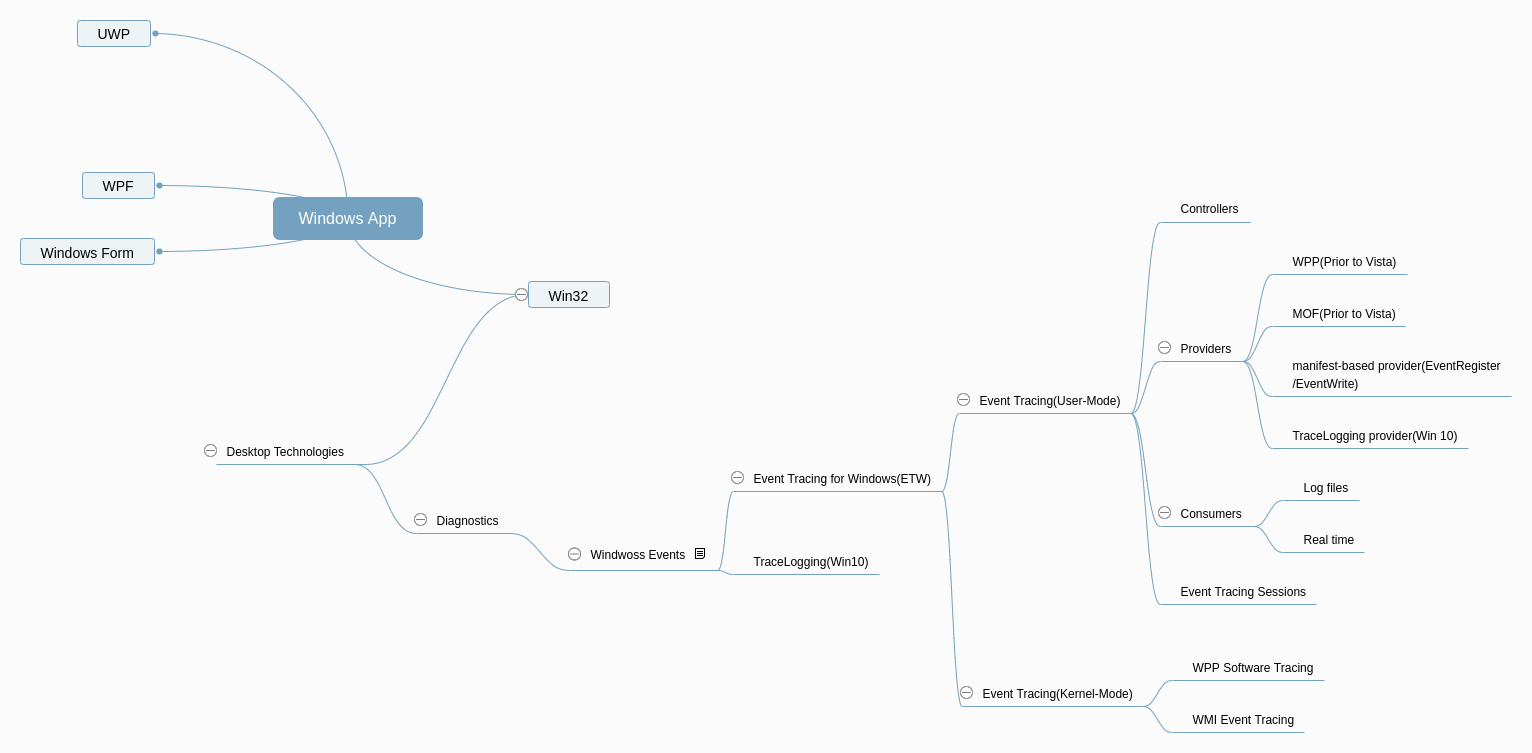 UWP
WPF
Windows App
Windows Form
Win32
Desktop Technologies
Diagnostics
Windwoss Events
Event Tracing for Windows(ETW)
TraceLogging(Win10)
Event Tracing(User-Mode)
Controllers
Providers
WPP(Prior to Vista)
MOF(Prior to Vista)
manifest-based provider(EventRegister
/EventWrite)
TraceLogging provider(Win 10)
Consumers
Log files
Real time
Event Tracing Sessions
Event Tracing(Kernel-Mode)
WPP Software Tracing
WMI Event Tracing